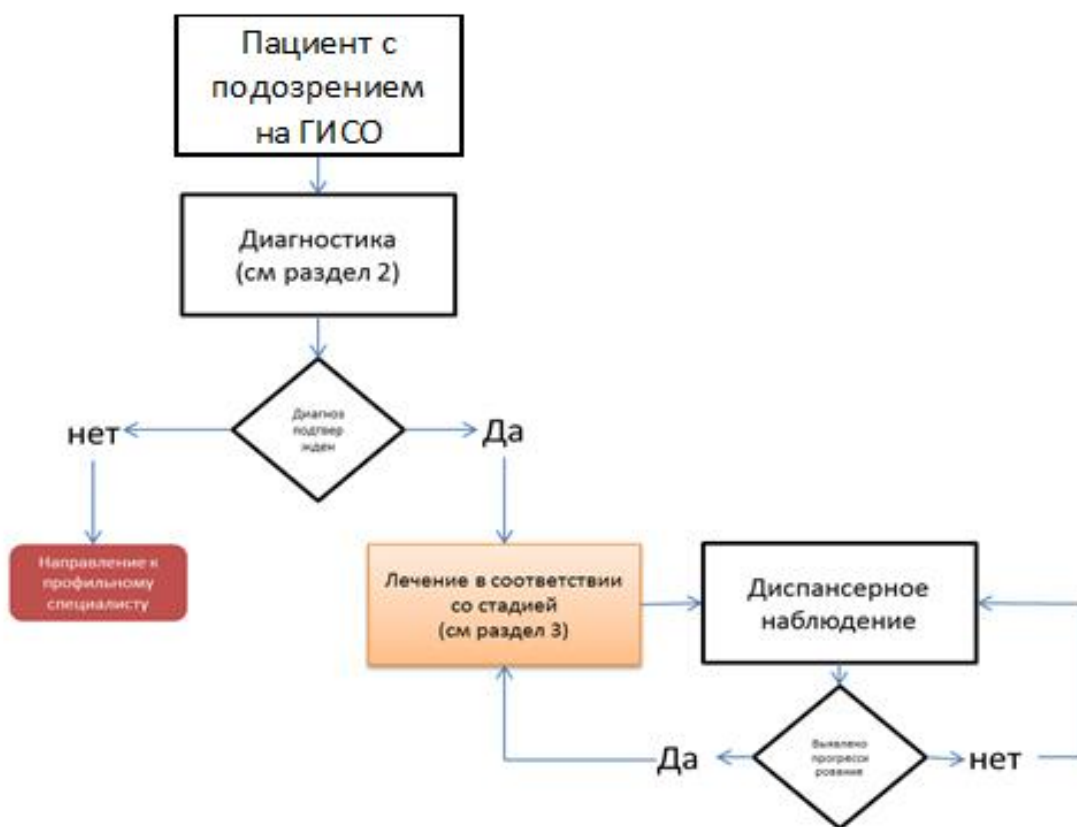 Пациент с
подозрением
на ГИСО
Диагностика
(см раздел 2)
Диагноз
подтвер
жден
нет
Да
Направление к
профильному
специалисту
Лечение в соответствии
со стадией
(см раздел 3)
Диспансерное
наблюдение
Выявлено
прогресси
рование
Да
нет